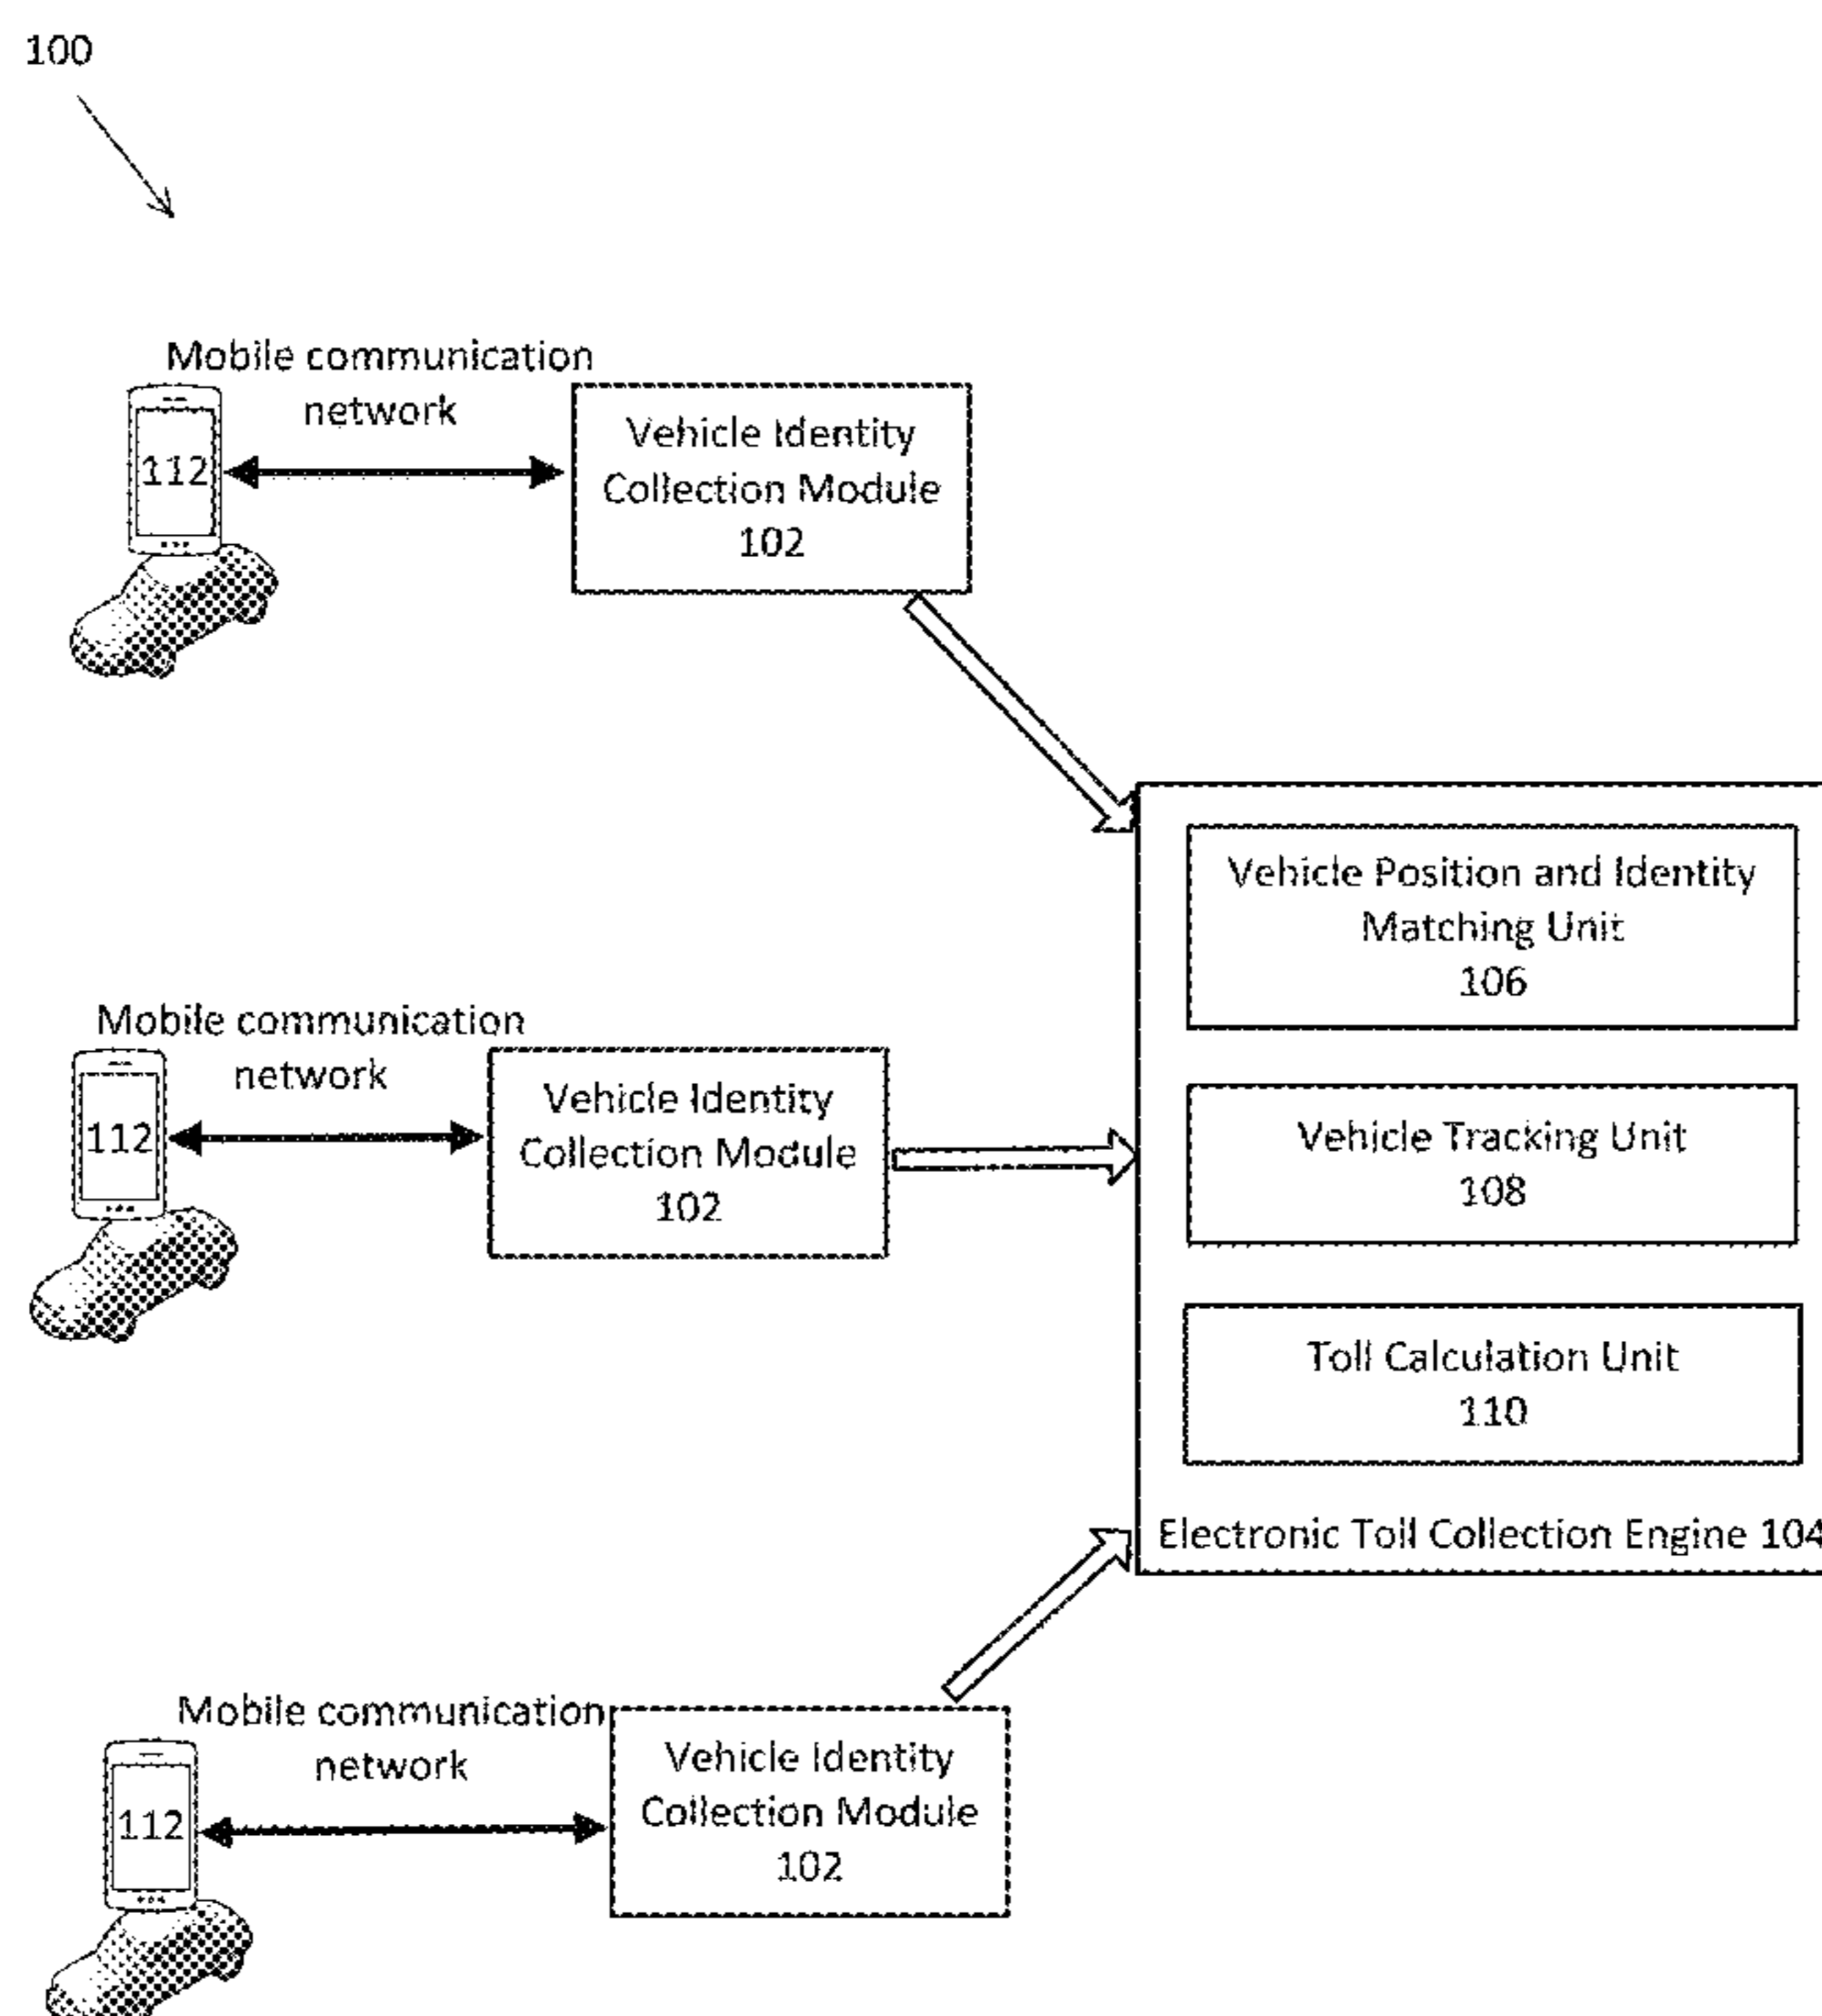 100
Mobile communication
network
112
Vehicle Identity
Collection Module
102
Vehicle Position and Identity
Matching Unit
106
Mobile communication
network
112
Vehicle Identity
Collection Module
102
Vehicle Tracking Unit
108
Toll Calculation Unit
110
Electronic Toll Collection Engine 104
Mobile communication
network
112
Vehicle Identity
Collection Module
102